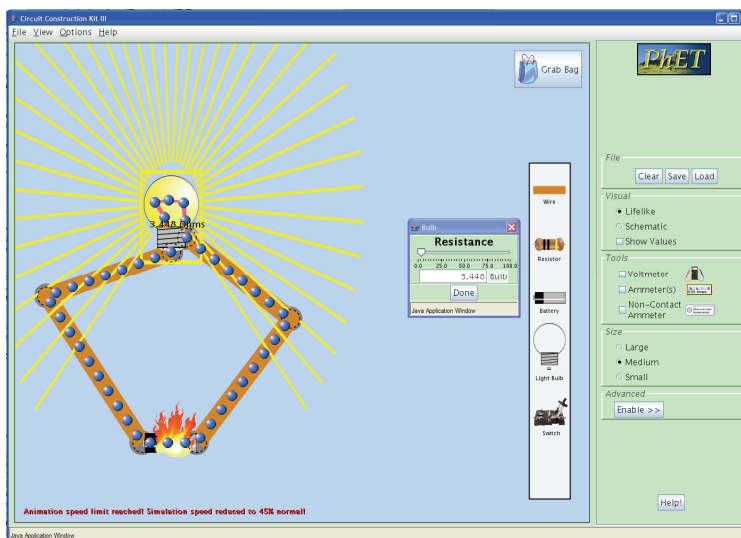 Circuit Construction Kit III
File View Options Help
Grab Bag
PhET
File
Clear Save Load
Visual
Lifelike
Schematic
Show Values
Tools
Voltmeter
Ammeter(s)
Non-Contact
Ammeter
Size
Large
Medium
Small
Advanced
Enable >>
Help!
Wire
Resistor
Battery
Light Bulb
Switch
3.448 Ohms
Bulb
Resistance
0.0 25.0 50.0 75.0 100.0
3.448 Bulb
Done
Java Application Window
Animation speed limit reached! Simulation speed reduced to 45% normal!
Java Application Window